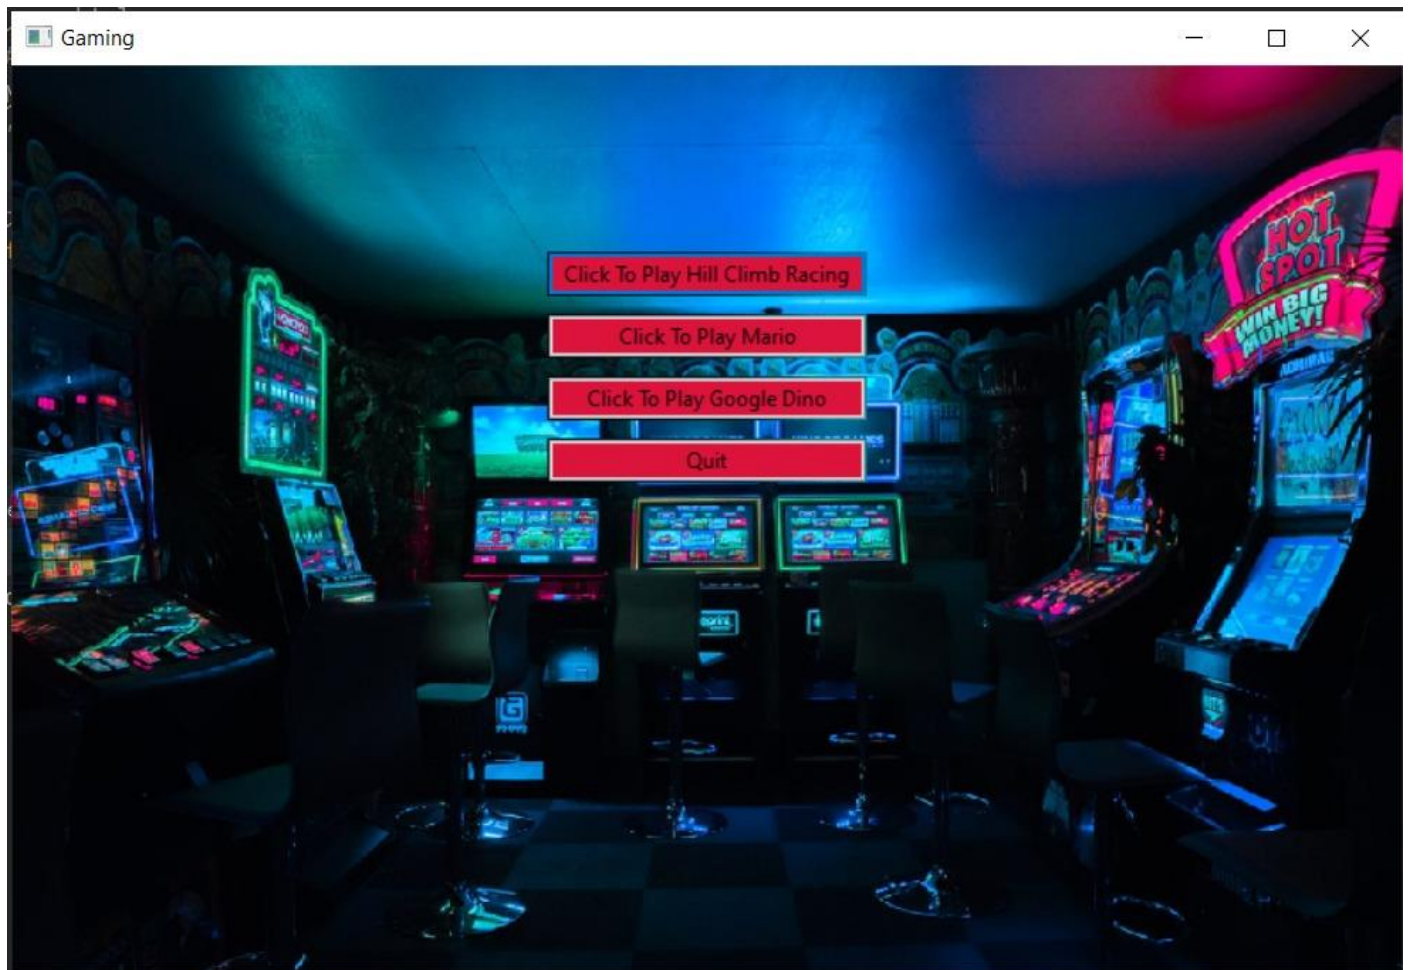 Gaming
Click To Play Hill Climb Racing
Click To Play Mario
Click To Play Google Dino
Quit
HOT
SPOT
WIN BIG
MONEY!
ADMIRAL